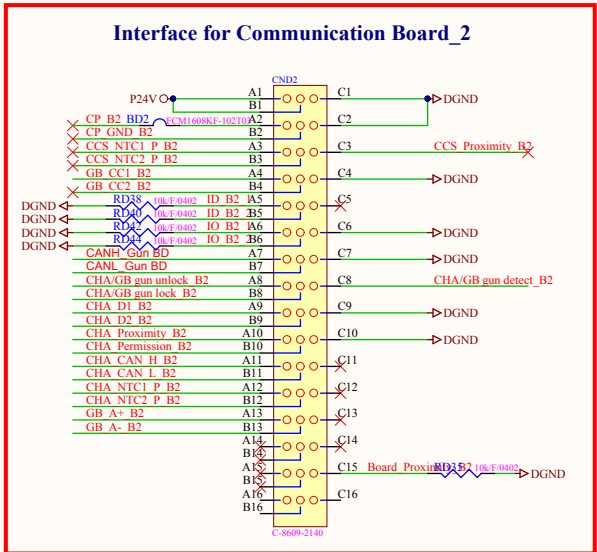 Interface for Communication Board_2
CND2
P24V A1 C1 DGND
B1
CP_B2 BD2 FCM1608KF-102T03 A2 C2
CP_GND_B2 B2
CCS_NTC1_P_B2 A3 C3 CCS_Proximity_B2
CCS_NTC2_P_B2 B3
GB_CC1_B2 A4 C4 DGND
GB_CC2_B2 B4
DGND RD38 10k/F/0402 ID_B2_1 A5 C5
DGND RD40 10k/F/0402 ID_B2_2 B5
DGND RD42 10k/F/0402 IO_B2_1 A6 C6 DGND
DGND RD44 10k/F/0402 IO_B2_2 B6
CANH_Gun BD A7 C7 DGND
CANL_Gun BD B7
CHA/GB gun unlock_B2 A8 C8 CHA/GB gun detect_B2
CHA/GB gun lock_B2 B8
CHA_D1_B2 A9 C9 DGND
CHA_D2_B2 B9
CHA_Proximity_B2 A10 C10 DGND
CHA_Permission_B2 B10
CHA_CAN_H_B2 A11 C11
CHA_CAN_L_B2 B11
CHA_NTC1_P_B2 A12 C12
CHA_NTC2_P_B2 B12
GB_A+_B2 A13 C13
GB_A-_B2 B13
A14 C14
B14
A15 C15 Board_Proximity_B2 RD35 10k/F/0402 DGND
B15
A16 C16
B16
C-8609-2140